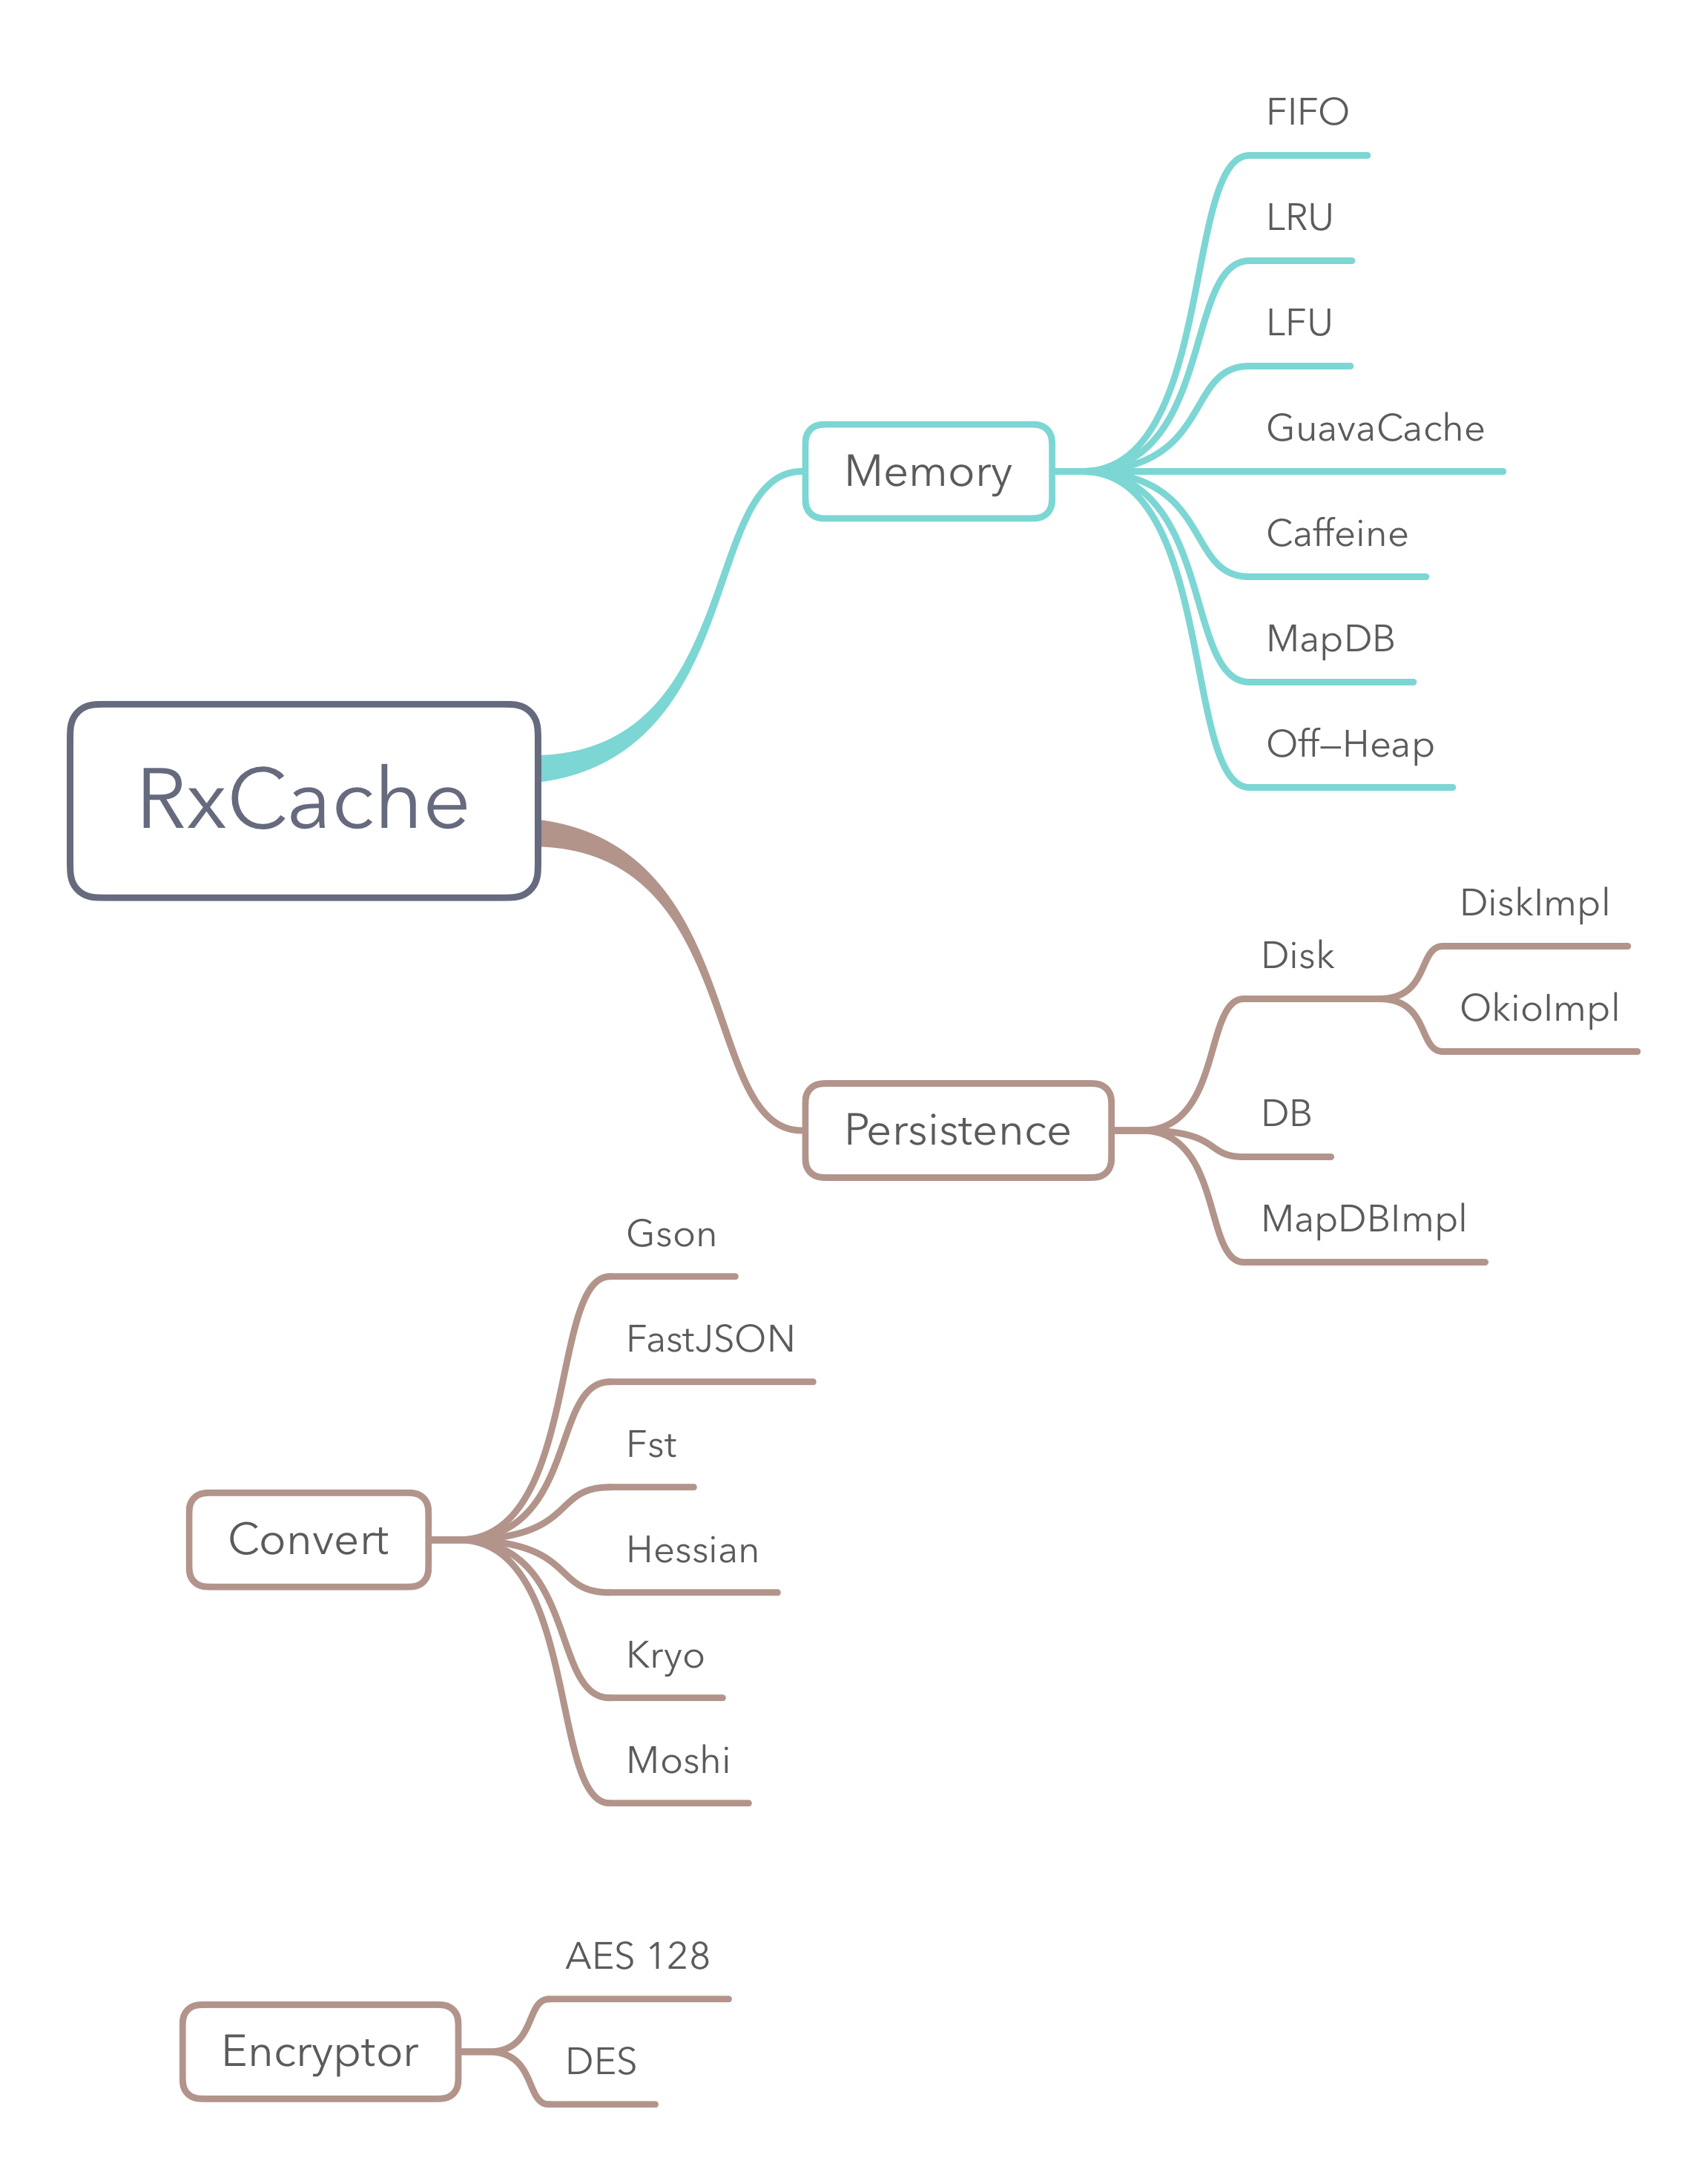 RxCache
Memory
FIFO
LRU
LFU
GuavaCache
Caffeine
MapDB
Off—Heap
Persistence
Disk
DiskImpl
OkioImpl
DB
MapDBImpl
Convert
Gson
FastJSON
Fst
Hessian
Kryo
Moshi
Encryptor
AES 128
DES